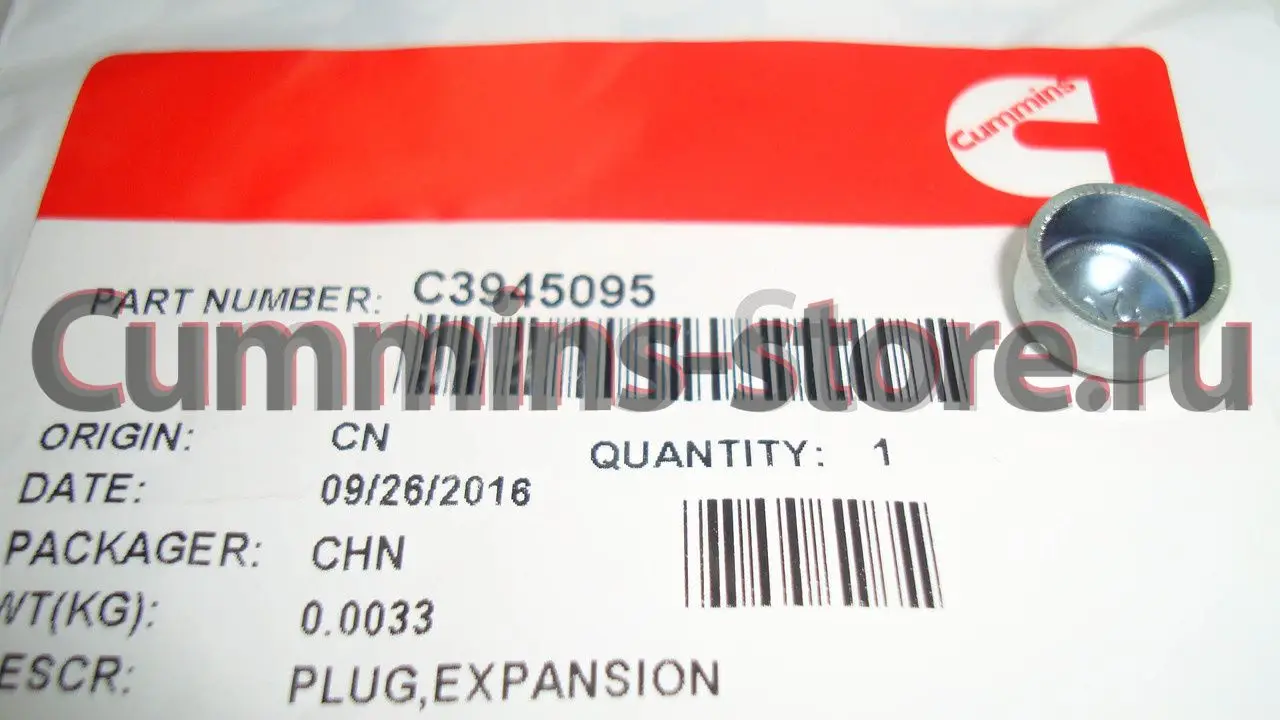 Cummins
PART NUMBER: C3945095
Cummins-Store.ru
ORIGIN: CN
QUANTITY: 1
DATE: 09/26/2016
PACKAGER: CHN
WT(KG): 0.0033
ESCR: PLUG,EXPANSION